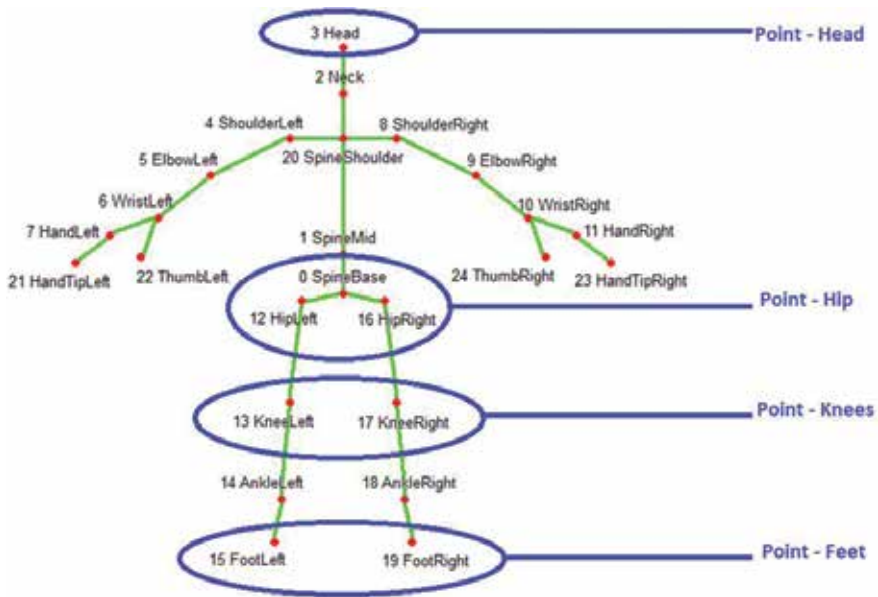 3 Head
Point - Head
2 Neck
4 ShoulderLeft
8 ShoulderRight
20 SpineShoulder
5 ElbowLeft
9 ElbowRight
6 WristLeft
10 WristRight
7 HandLeft
11 HandRight
1 SpineMid
21 HandTipLeft
22 ThumbLeft
0 SpineBase
24 ThumbRight
23 HandTipRight
Point - Hip
12 HipLeft
16 HipRight
Point - Knees
13 KneeLeft
17 KneeRight
14 AnkleLeft
18 AnkleRight
Point - Feet
15 FootLeft
19 FootRight